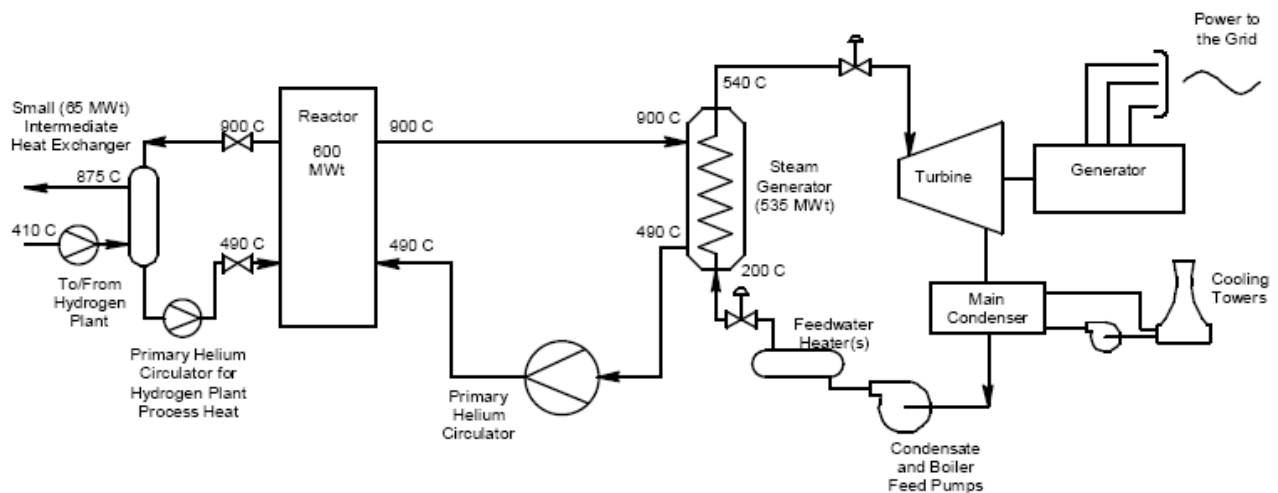 Power to
the Grid
540 C
Small (65 MWt)
Intermediate
Heat Exchanger
900 C
Reactor
600
MWt
900 C
900 C
Steam
Generator
(535 MWt)
Turbine
Generator
875 C
410 C
490 C
490 C
490 C
200 C
To/From
Hydrogen
Plant
Main
Condenser
Cooling
Towers
Feedwater
Heater(s)
Primary Helium
Circulator for
Hydrogen Plant
Process Heat
Primary
Helium
Circulator
Condensate
and Boiler
Feed Pumps